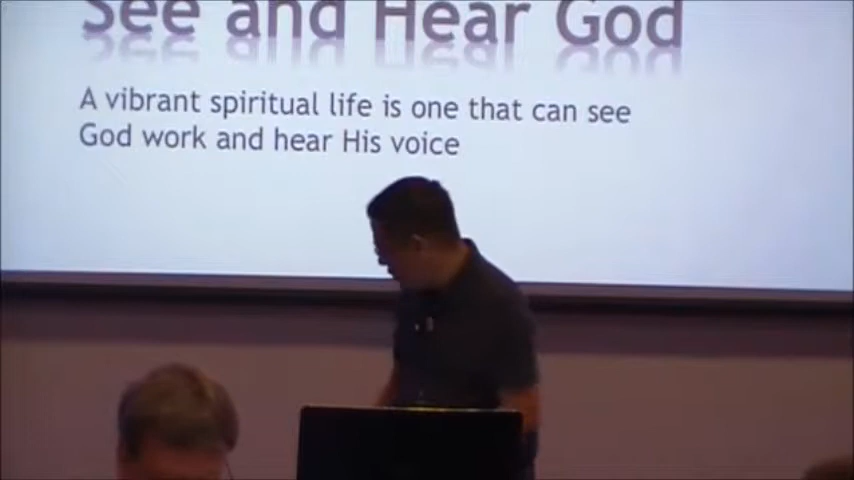 See and Hear God
A vibrant spiritual life is one that can see
God work and hear His voice